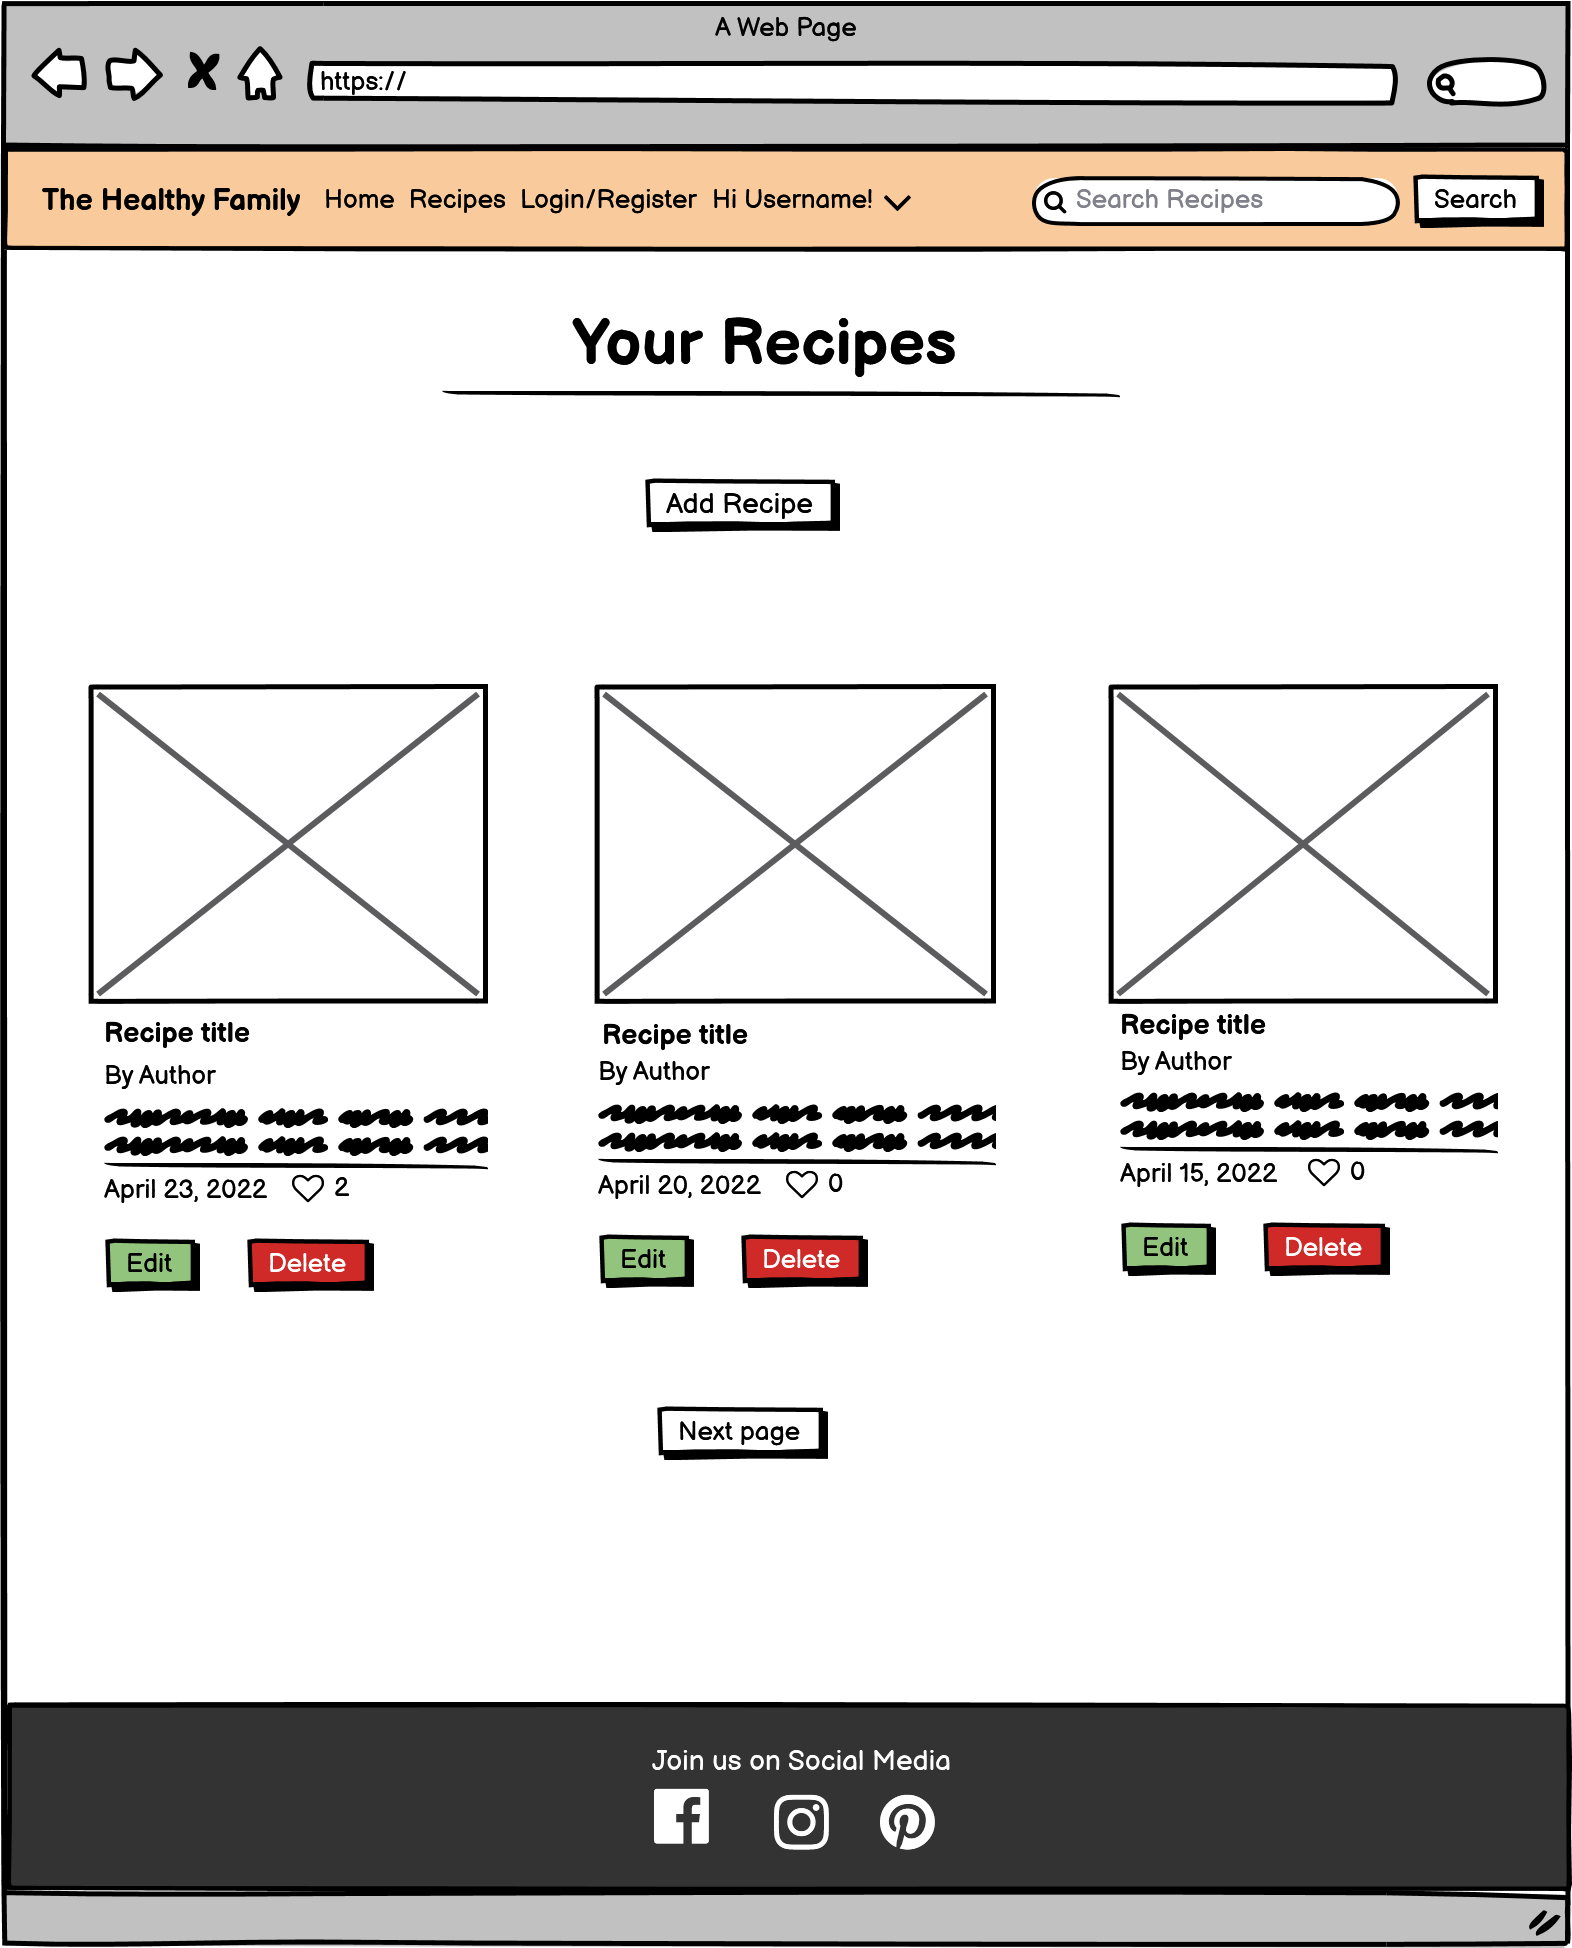 A Web Page
https://
The Healthy Family Home Recipes Login/Register Hi Username! Search Recipes Search
Your Recipes
Add Recipe
Recipe title
By Author
April 23, 2022 2
Edit Delete
Recipe title
By Author
April 20, 2022 0
Edit Delete
Recipe title
By Author
April 15, 2022 0
Edit Delete
Next page
Join us on Social Media